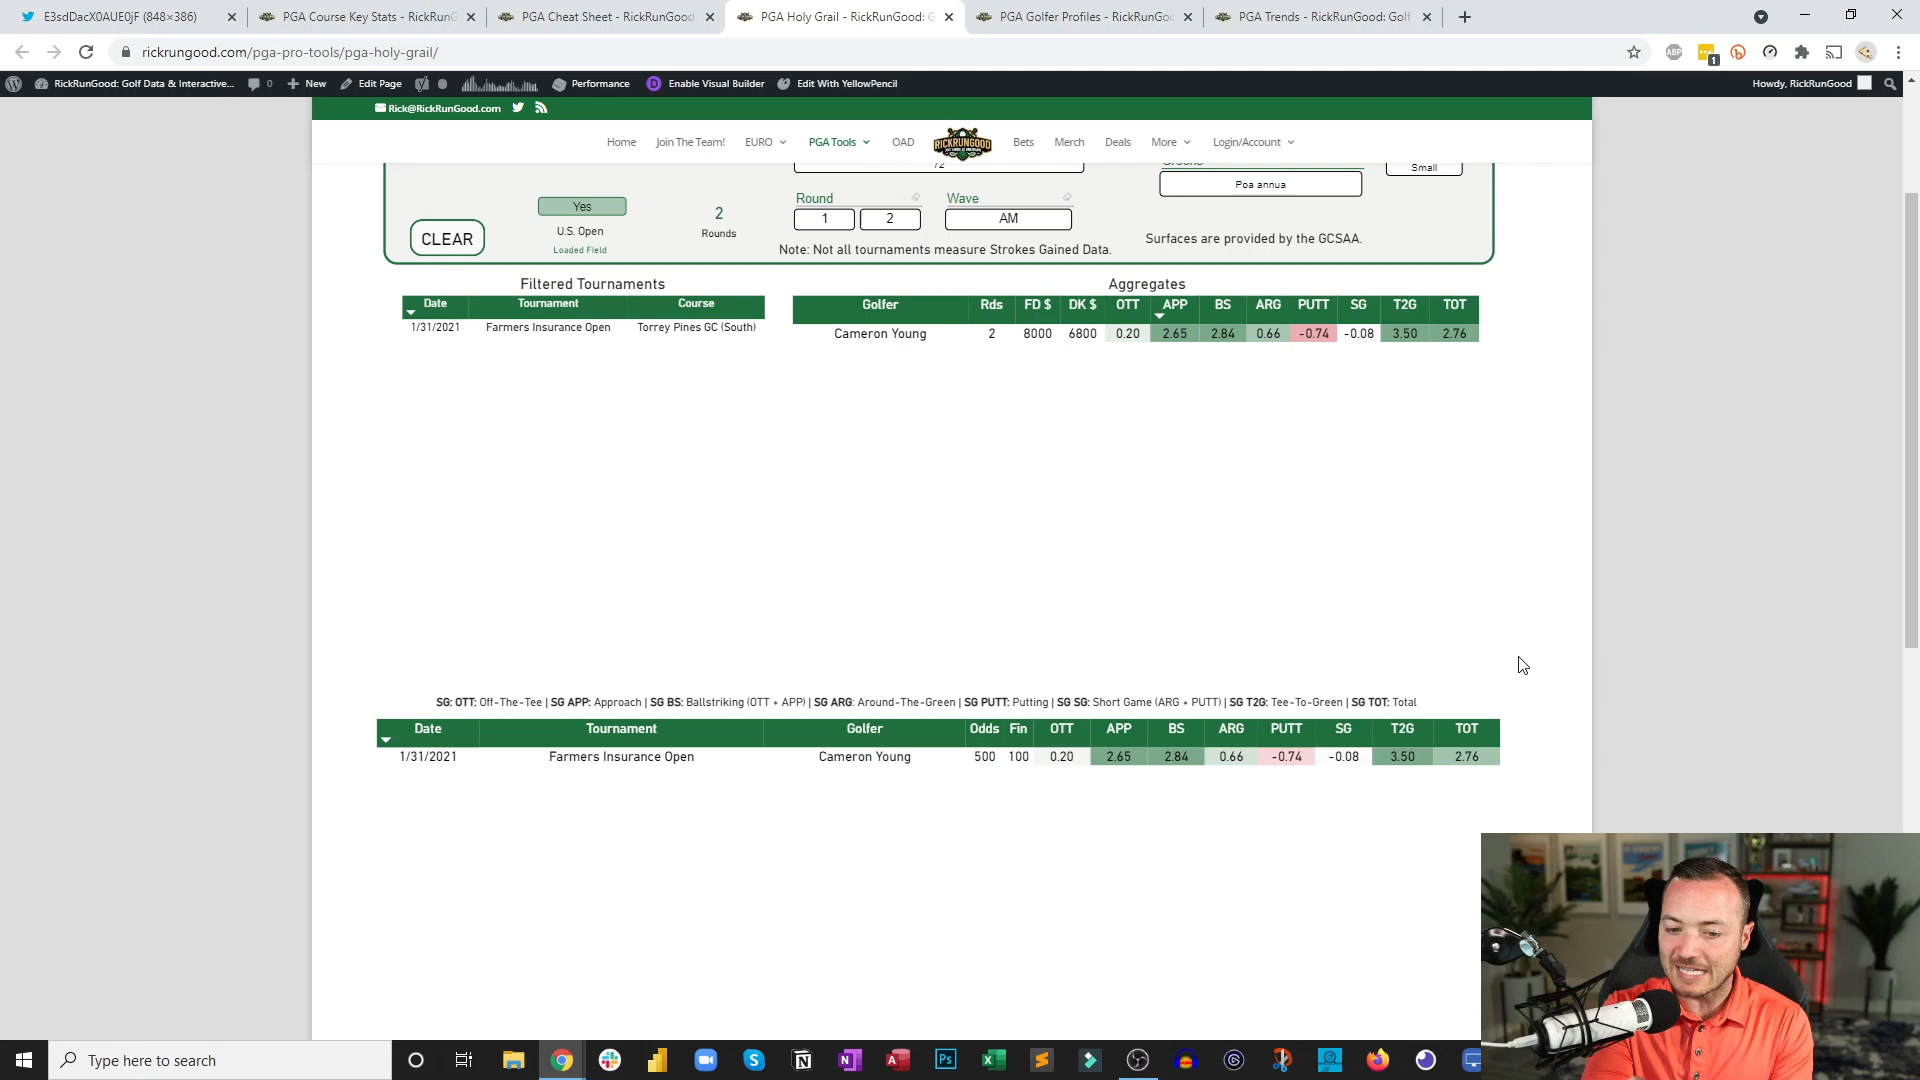 E3sdDacX0AUE0jF (848×386)
PGA Course Key Stats - RickRunG
PGA Cheat Sheet - RickRunGood
PGA Holy Grail - RickRunGood: G
PGA Golfer Profiles - RickRunGoo
PGA Trends - RickRunGood: Golf
rickrungood.com/pga-pro-tools/pga-holy-grail/
ABP
1
RickRunGood: Golf Data & Interactive...
0
New
Edit Page
Performance
Enable Visual Builder
Edit With YellowPencil
Howdy, RickRunGood
Rick@RickRunGood.com
Home
Join The Team!
EURO
PGA Tools
OAD
RICKRUNGOOD
Bets
Merch
Deals
More
Login/Account
72
Small
Poa annua
Yes
U.S. Open
Loaded Field
CLEAR
2
Rounds
Round
1 2
Wave
AM
Note: Not all tournaments measure Strokes Gained Data.
Surfaces are provided by the GCSAA.
Filtered Tournaments
Date Tournament Course
1/31/2021 Farmers Insurance Open Torrey Pines GC (South)
Aggregates
Golfer Rds FD $ DK $ OTT APP BS ARG PUTT SG T2G TOT
Cameron Young 2 8000 6800 0.20 2.65 2.84 0.66 -0.74 -0.08 3.50 2.76
SG: OTT: Off-The-Tee | SG APP: Approach | SG BS: Ballstriking (OTT + APP) | SG ARG: Around-The-Green | SG PUTT: Putting | SG SG: Short Game (ARG + PUTT) | SG T2G: Tee-To-Green | SG TOT: Total
Date Tournament Golfer Odds Fin OTT APP BS ARG PUTT SG T2G TOT
1/31/2021 Farmers Insurance Open Cameron Young 500 100 0.20 2.65 2.84 0.66 -0.74 -0.08 3.50 2.76
Type here to search